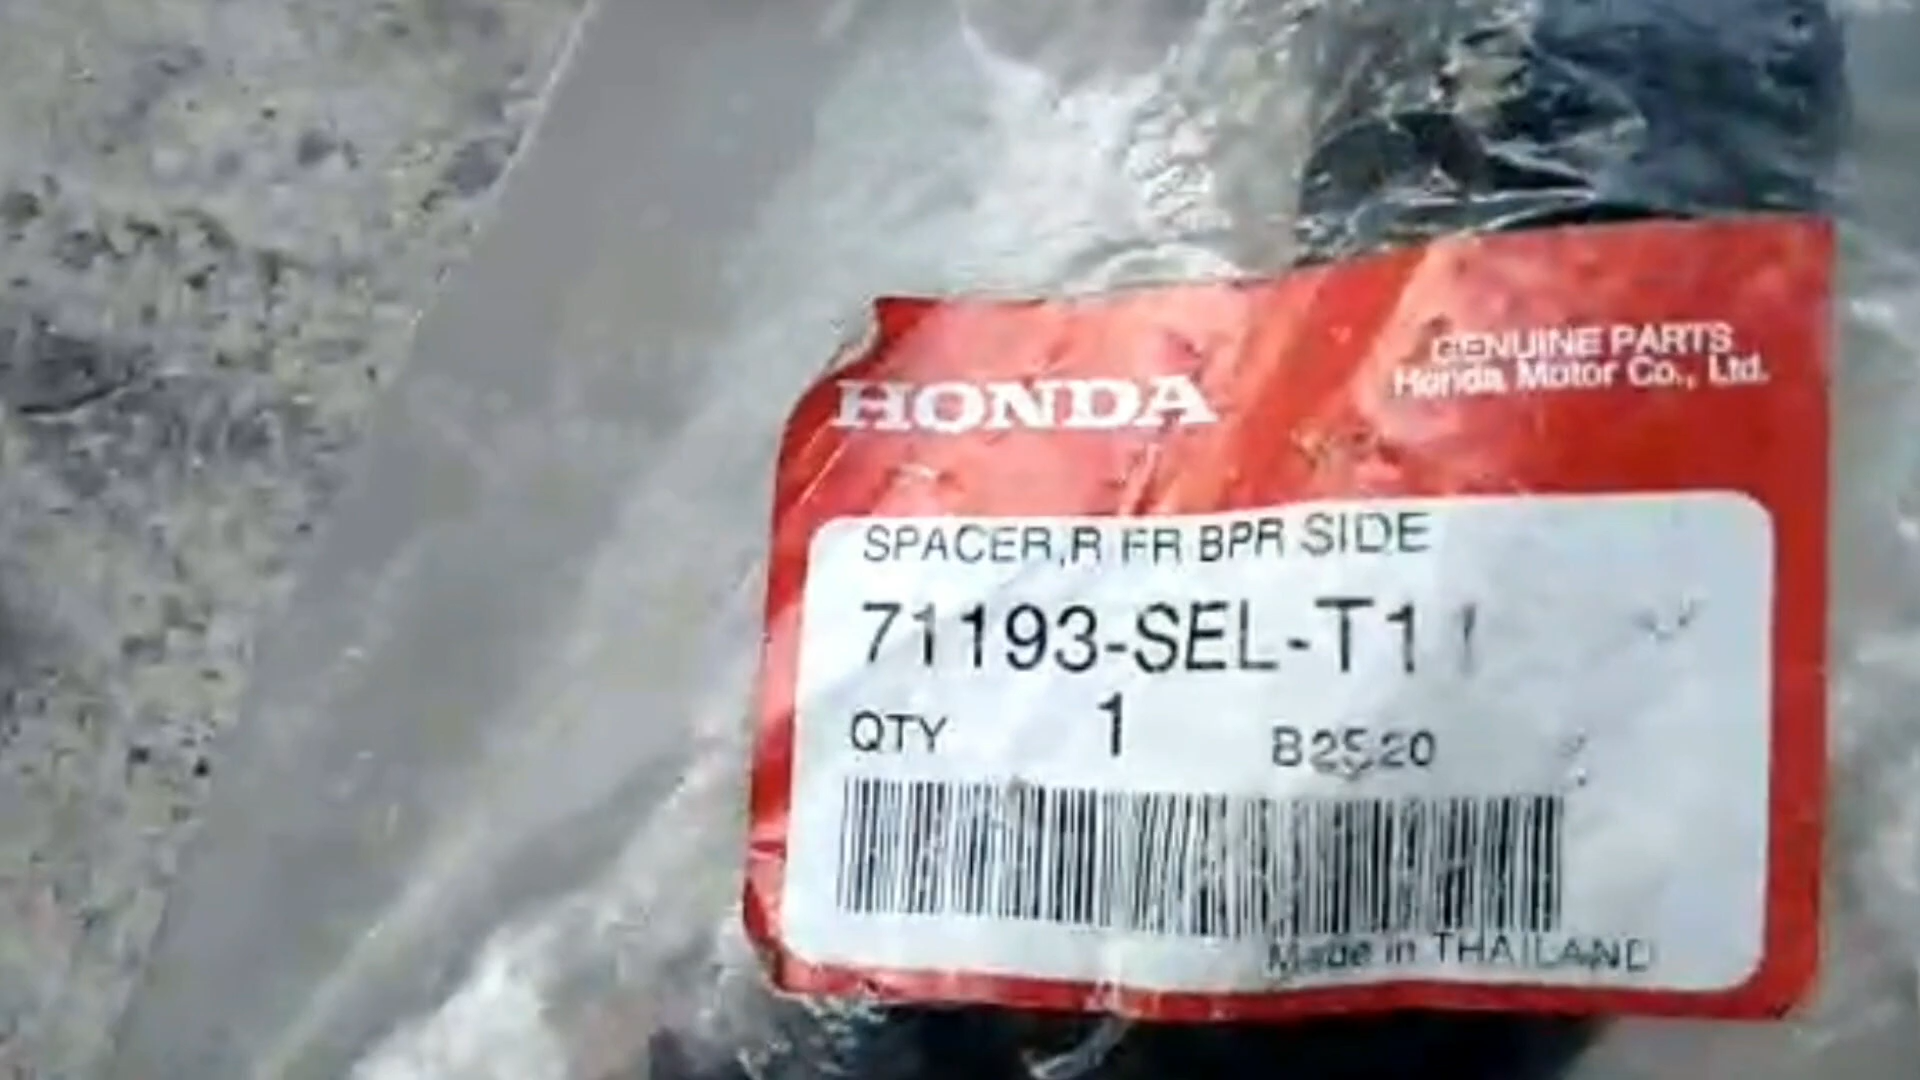 HONDA
GENUINE PARTS
Honda Motor Co., Ltd.
SPACER,R FR BPR SIDE
71193-SEL-T11
QTY 1 B2520
Made in THAILAND